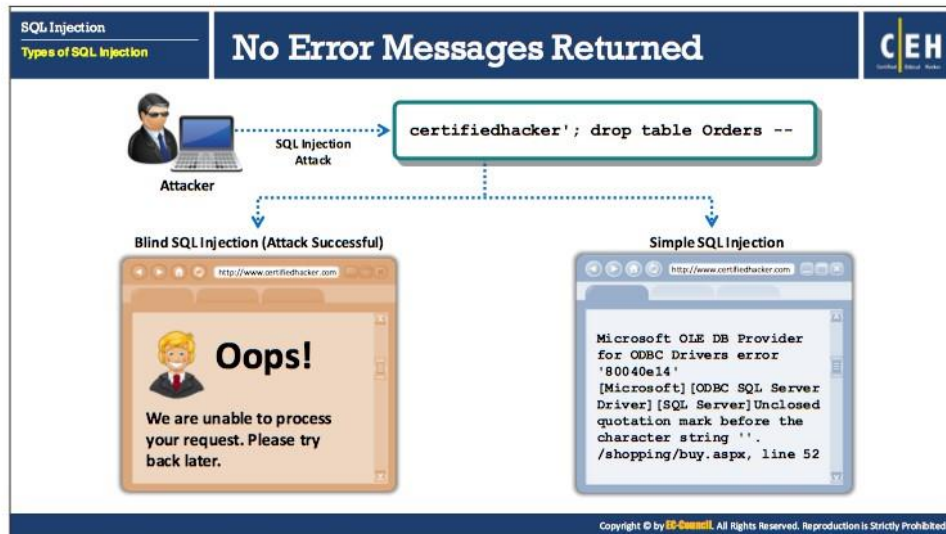 SQL Injection
Types of SQL Injection
No Error Messages Returned
CEH
Certified Ethical Hacker
certifiedhacker'; drop table Orders --
SQL Injection
Attack
Attacker
Blind SQL Injection (Attack Successful)
http://www.certifiedhacker.com
Oops!
We are unable to process
your request. Please try
back later.
Simple SQL Injection
http://www.certifiedhacker.com
Microsoft OLE DB Provider
for ODBC Drivers error
'80040e14'
[Microsoft][ODBC SQL Server
Driver][SQL Server]Unclosed
quotation mark before the
character string ''.
/shopping/buy.aspx, line 52
Copyright © by EC-Council. All Rights Reserved. Reproduction is Strictly Prohibited.